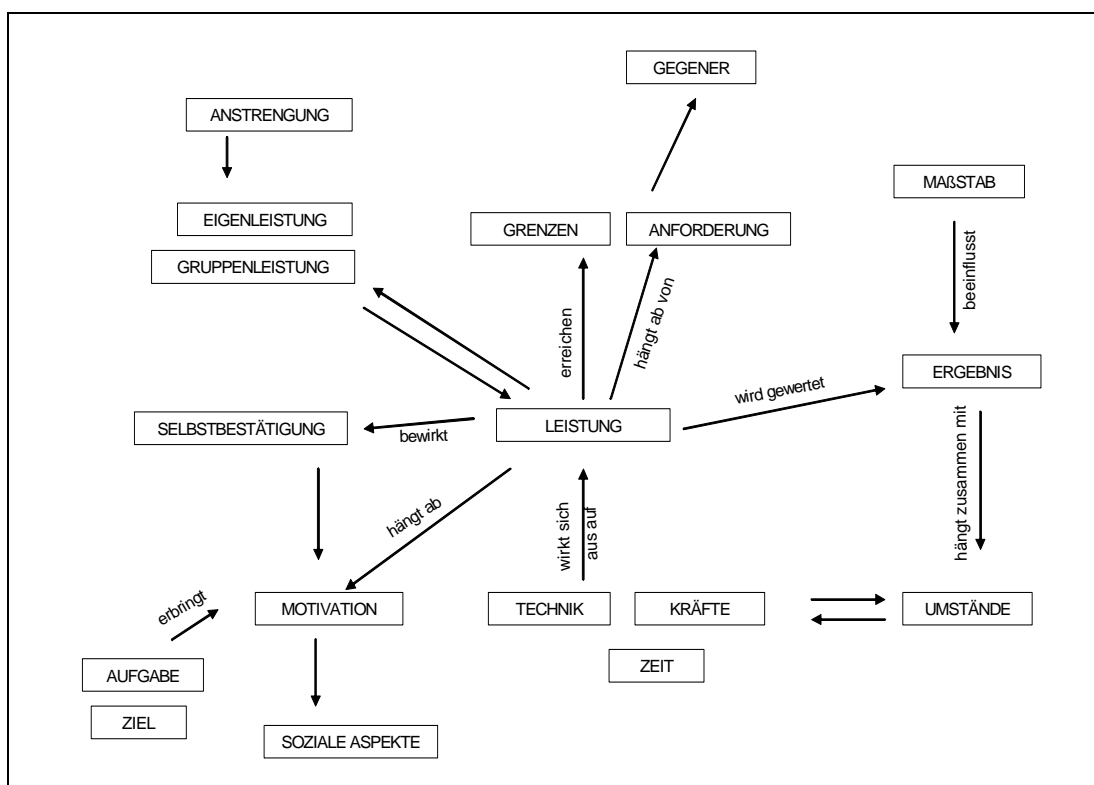 GEGENER
ANSTRENGUNG
MAßSTAB
EIGENLEISTUNG
GRENZEN
ANFORDERUNG
GRUPPENLEISTUNG
beeinflusst
erreichen
hängt ab von
ERGEBNIS
wird gewertet
SELBSTBESTÄTIGUNG
bewirkt
LEISTUNG
hängt zusammen mit
hängt ab
wirkt sich
aus auf
erbringt
MOTIVATION
TECHNIK
KRÄFTE
UMSTÄNDE
AUFGABE
ZEIT
ZIEL
SOZIALE ASPEKTE